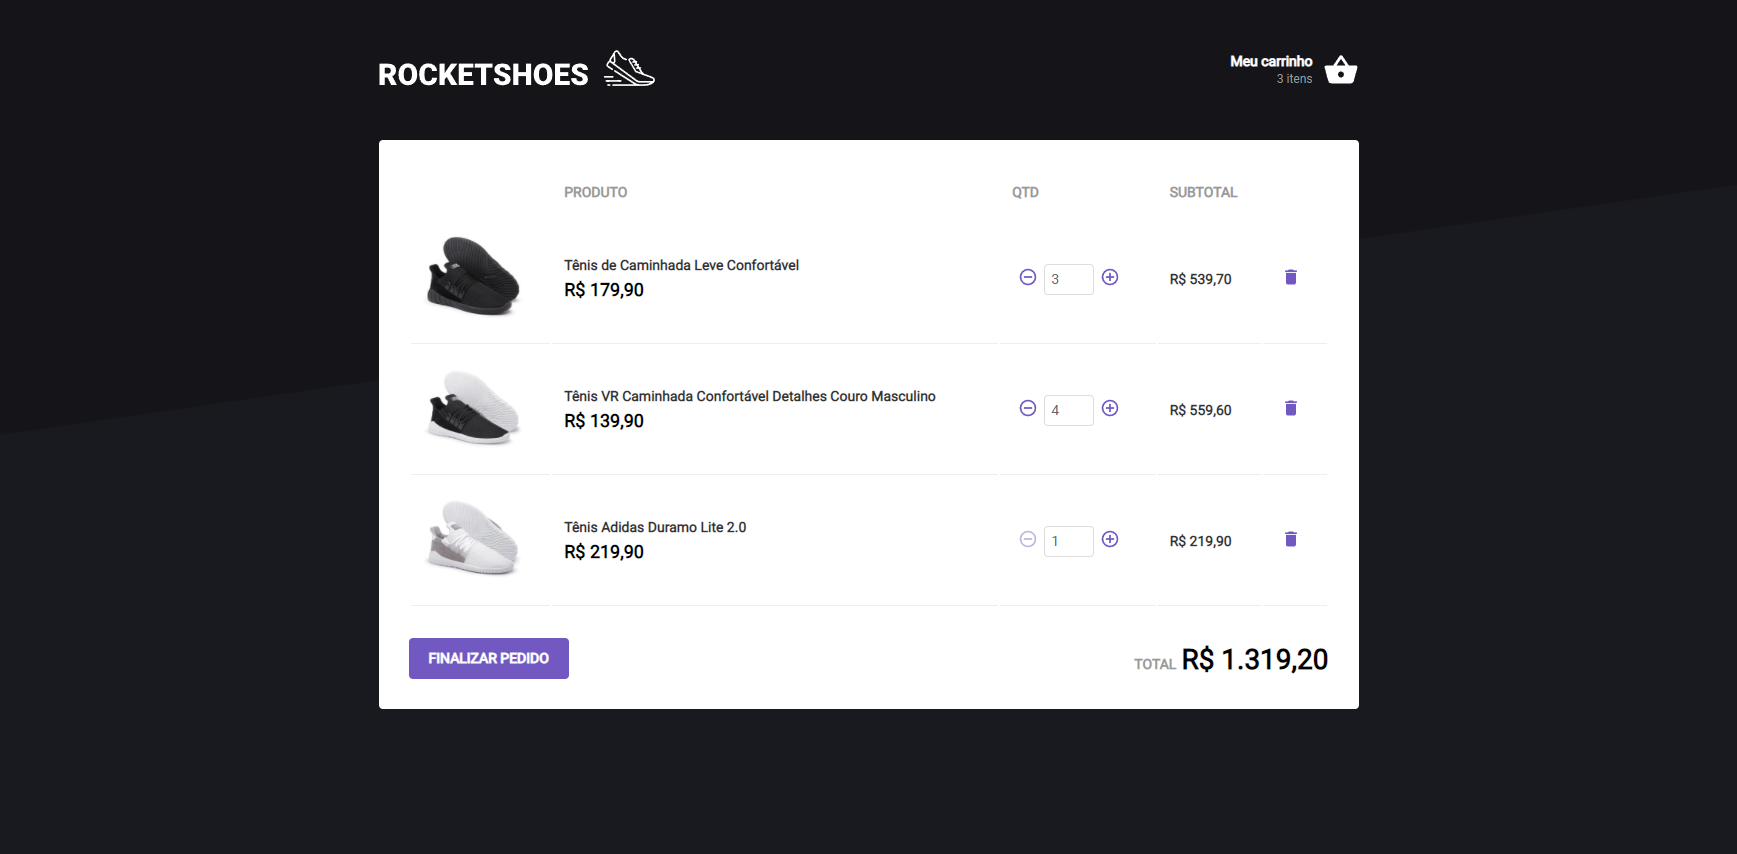 ROCKETSHOES
Meu carrinho
3 itens
PRODUTO QTD SUBTOTAL
Tênis de Caminhada Leve Confortável
R$ 179,90
3
R$ 539,70
Tênis VR Caminhada Confortável Detalhes Couro Masculino
R$ 139,90
4
R$ 559,60
Tênis Adidas Duramo Lite 2.0
R$ 219,90
1
R$ 219,90
FINALIZAR PEDIDO
TOTAL R$ 1.319,20